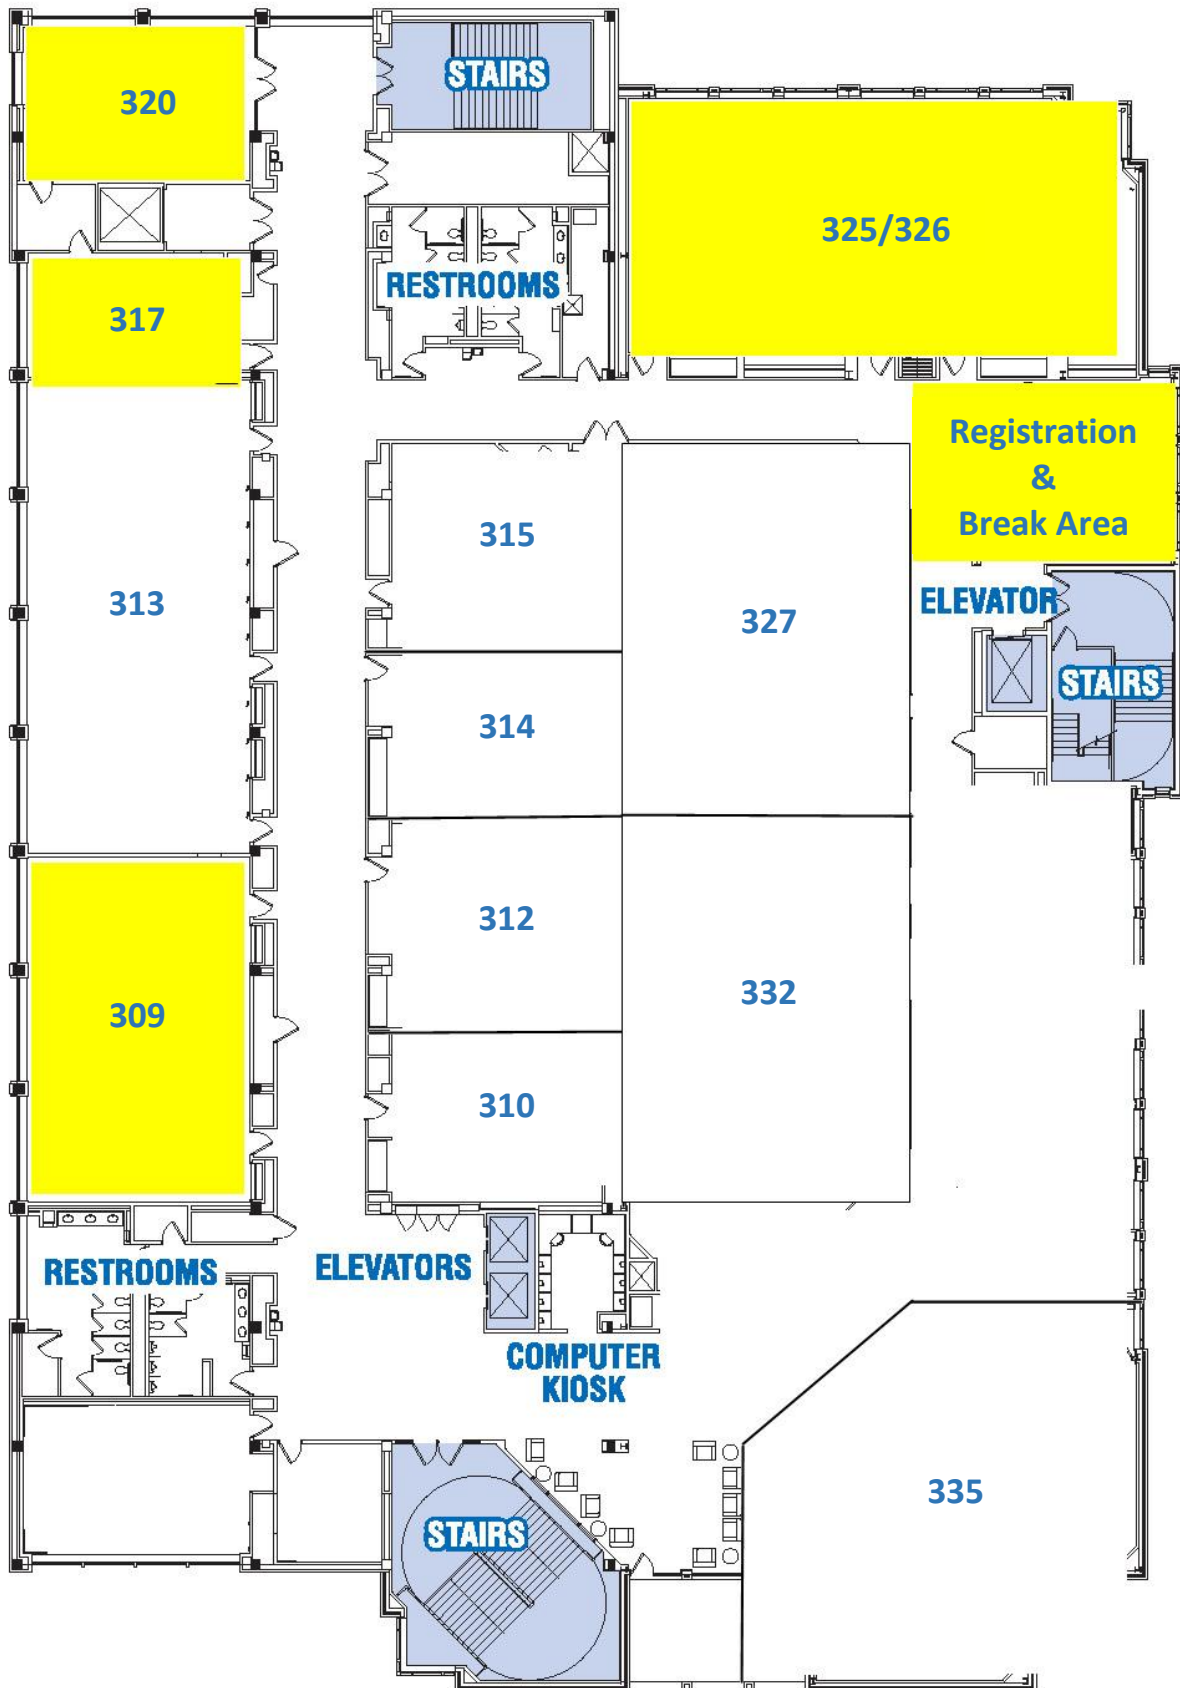 320
STAIRS
325/326
RESTROOMS
317
Registration
&
Break Area
315
313
ELEVATOR
327
STAIRS
314
312
332
309
310
RESTROOMS
ELEVATORS
COMPUTER
KIOSK
335
STAIRS